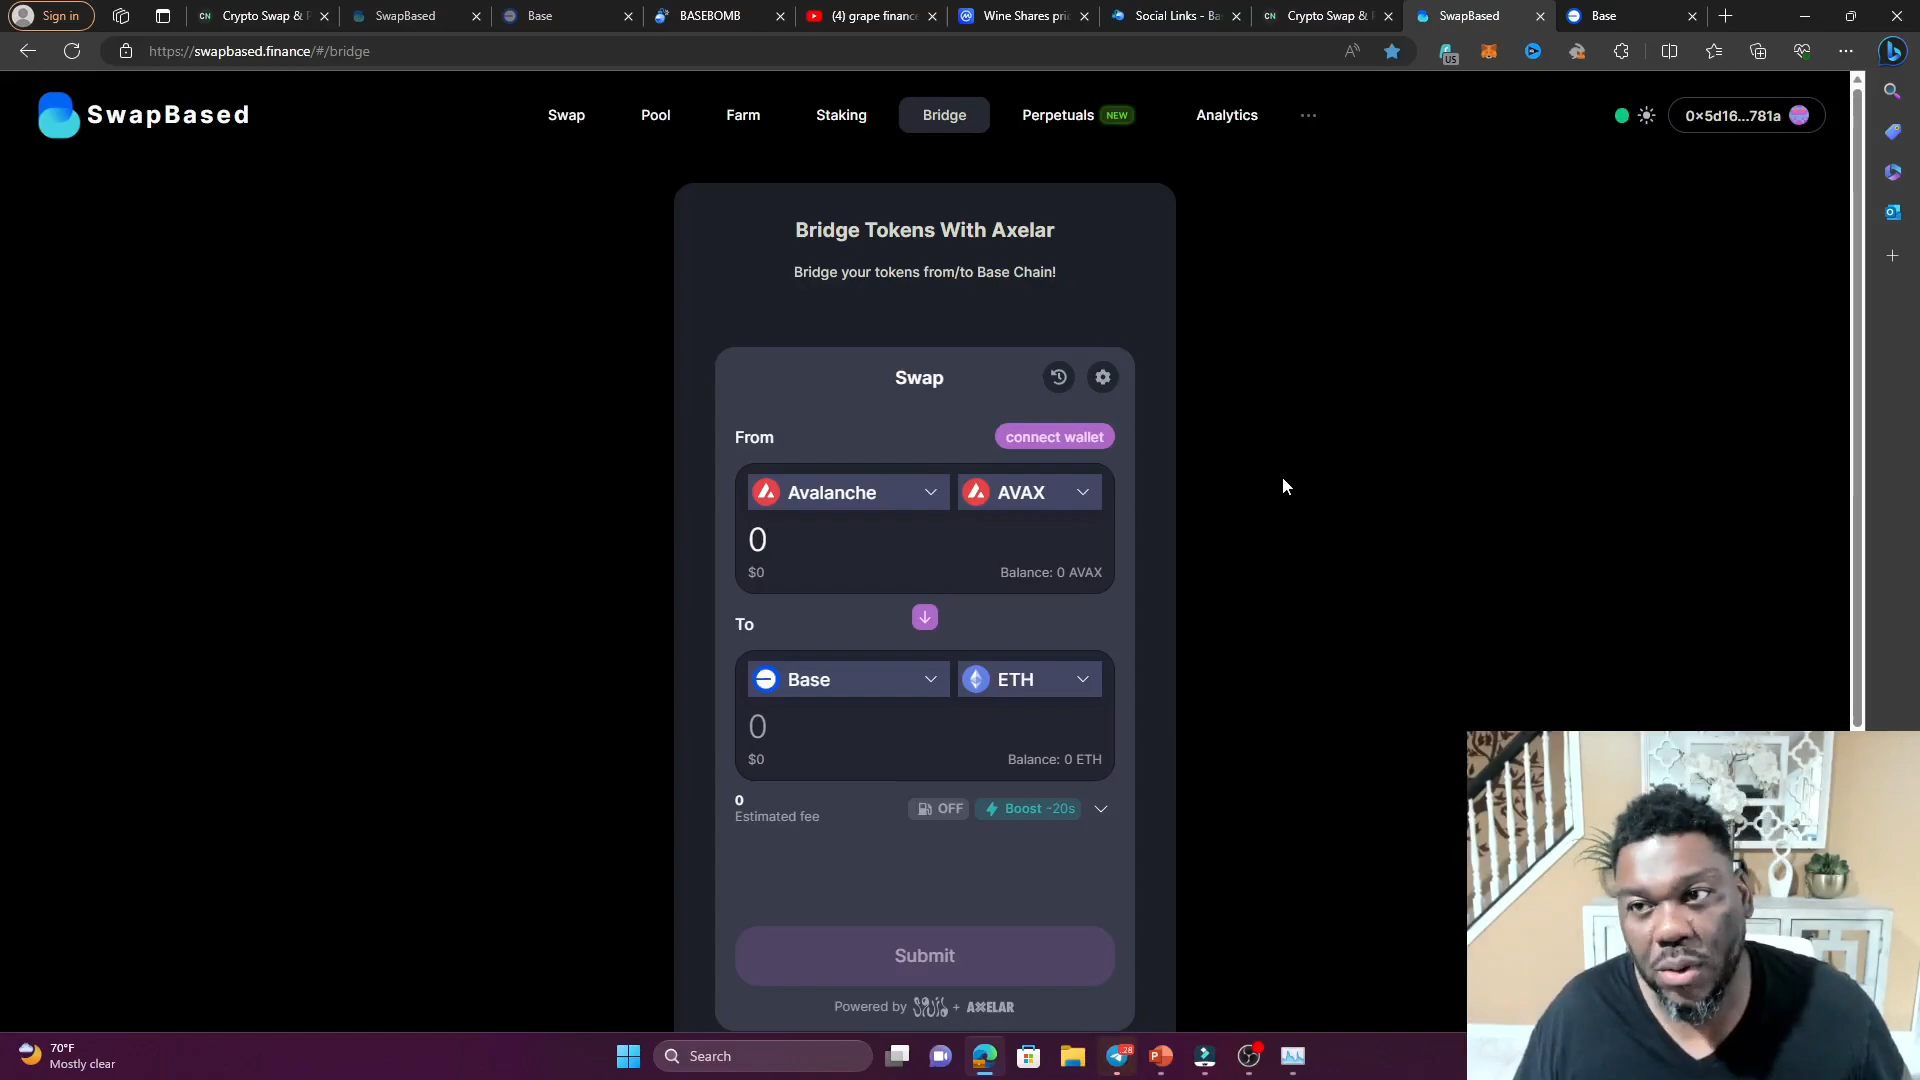 Sign in
Crypto Swap & F
SwapBased
Base
BASEBOMB
(4) grape financ
Wine Shares pri
Social Links - Ba
Crypto Swap &
SwapBased
Base
https://swapbased.finance/#/bridge
US
SwapBased
Swap
Pool
Farm
Staking
Bridge
Perpetuals NEW
Analytics
0x5d16...781a
Bridge Tokens With Axelar
Bridge your tokens from/to Base Chain!
Swap
From
connect wallet
Avalanche
AVAX
0
$0
Balance: 0 AVAX
To
Base
ETH
0
$0
Balance: 0 ETH
0
Estimated fee
OFF
Boost -20s
Submit
Powered by Squid + AXELAR
70°F
Mostly clear
Search
28